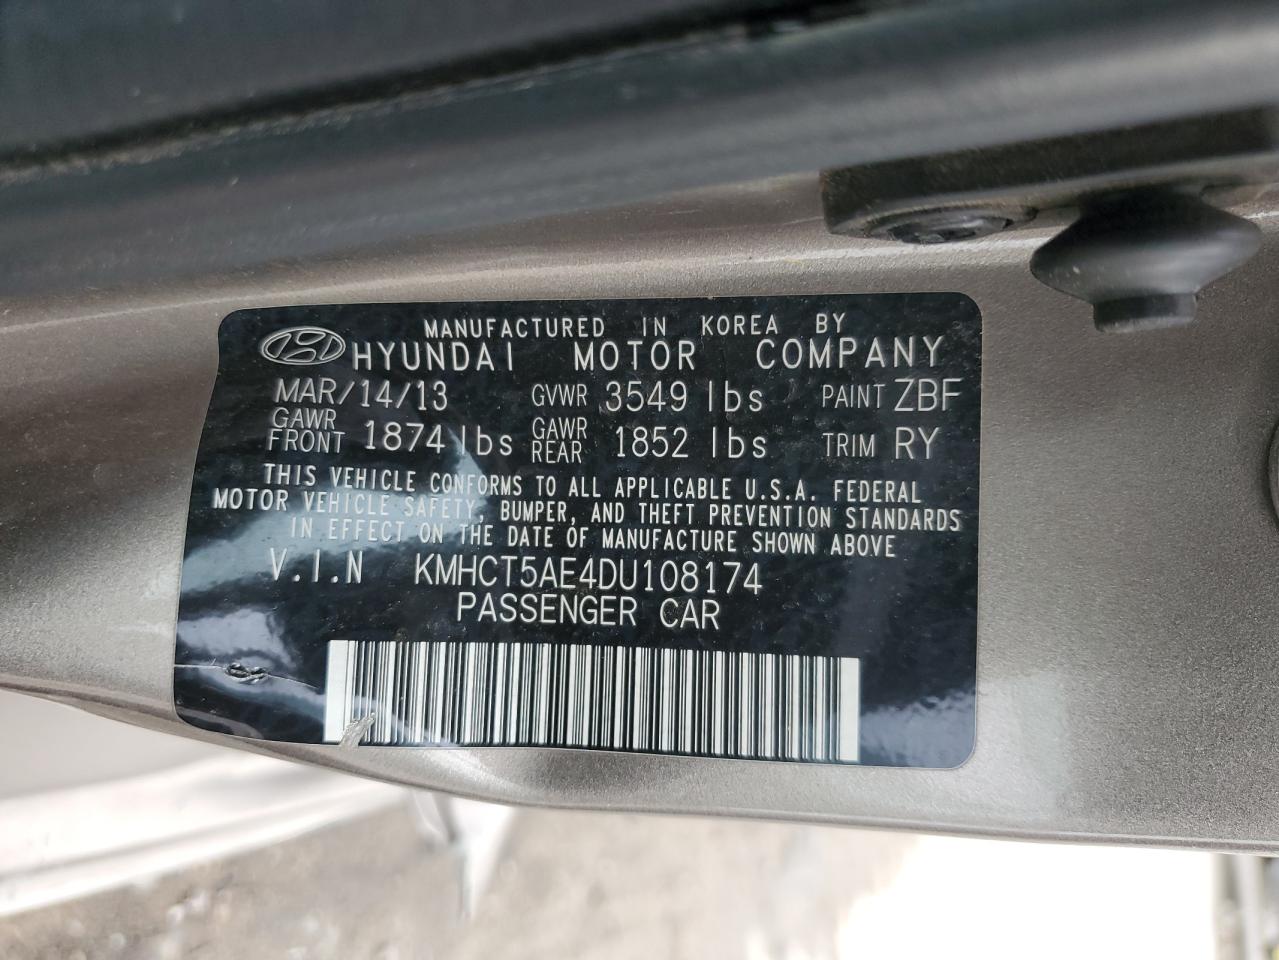 MANUFACTURED IN KOREA BY
HYUNDAI MOTOR COMPANY
MAR/14/13 GVWR 3549 lbs PAINT ZBF
GAWR FRONT 1874 lbs GAWR REAR 1852 lbs TRIM RY
THIS VEHICLE CONFORMS TO ALL APPLICABLE U.S.A. FEDERAL
MOTOR VEHICLE SAFETY, BUMPER, AND THEFT PREVENTION STANDARDS
IN EFFECT ON THE DATE OF MANUFACTURE SHOWN ABOVE
V.I.N KMHCT5AE4DU108174
PASSENGER CAR